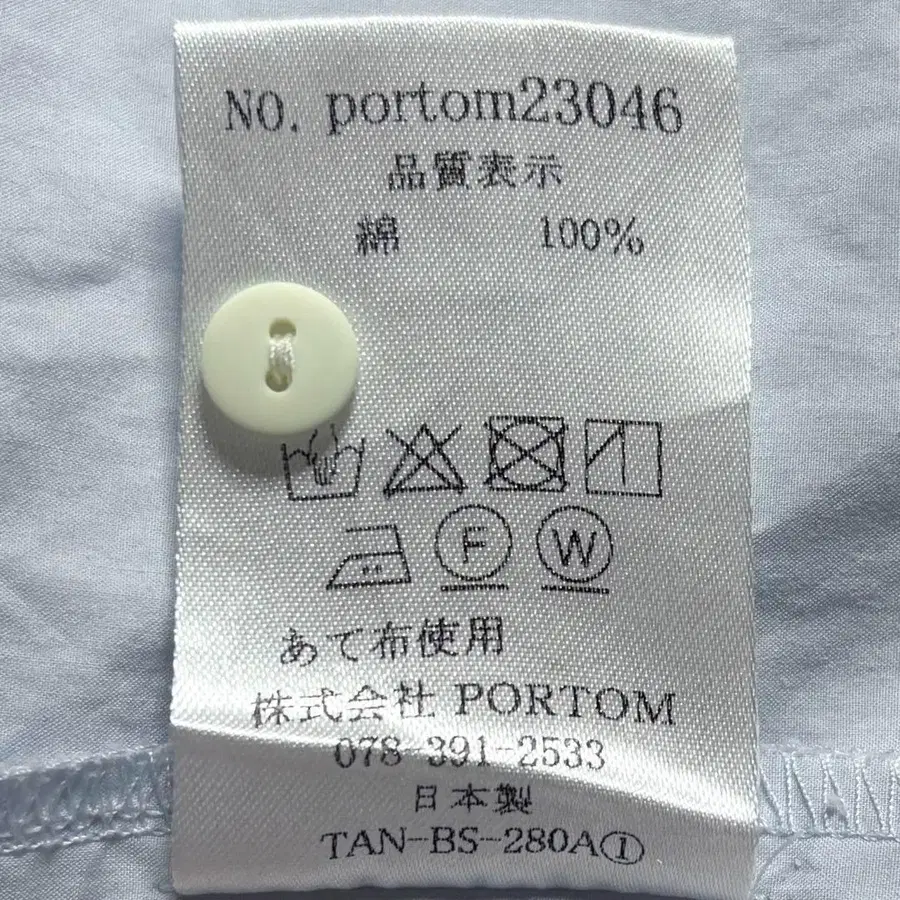 NO. portom23046
品質表示
綿 100%
F W
あて布使用
株式会社 PORTOM
078-391-2533
日本製
TAN-BS-280A①